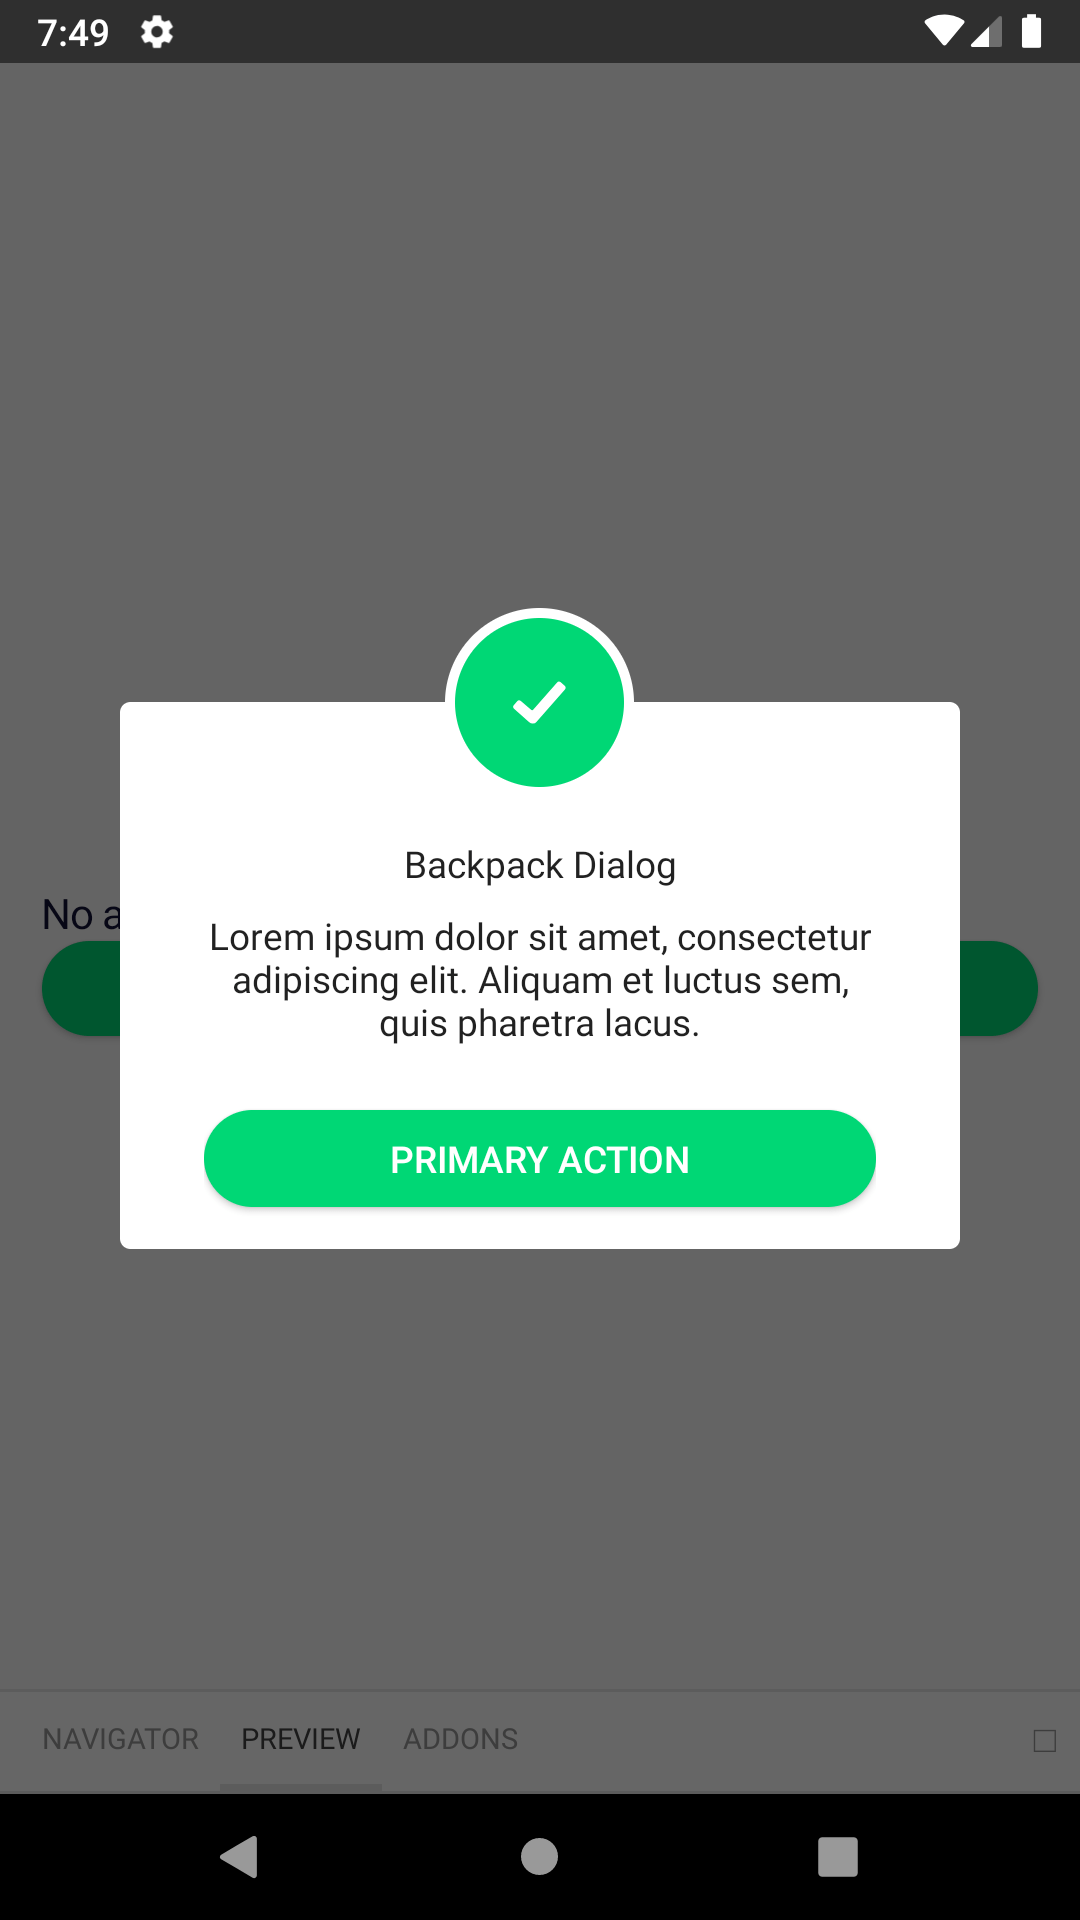 7:49
Backpack Dialog
No a
Lorem ipsum dolor sit amet, consectetur
adipiscing elit. Aliquam et luctus sem,
quis pharetra lacus.
PRIMARY ACTION
NAVIGATOR PREVIEW ADDONS